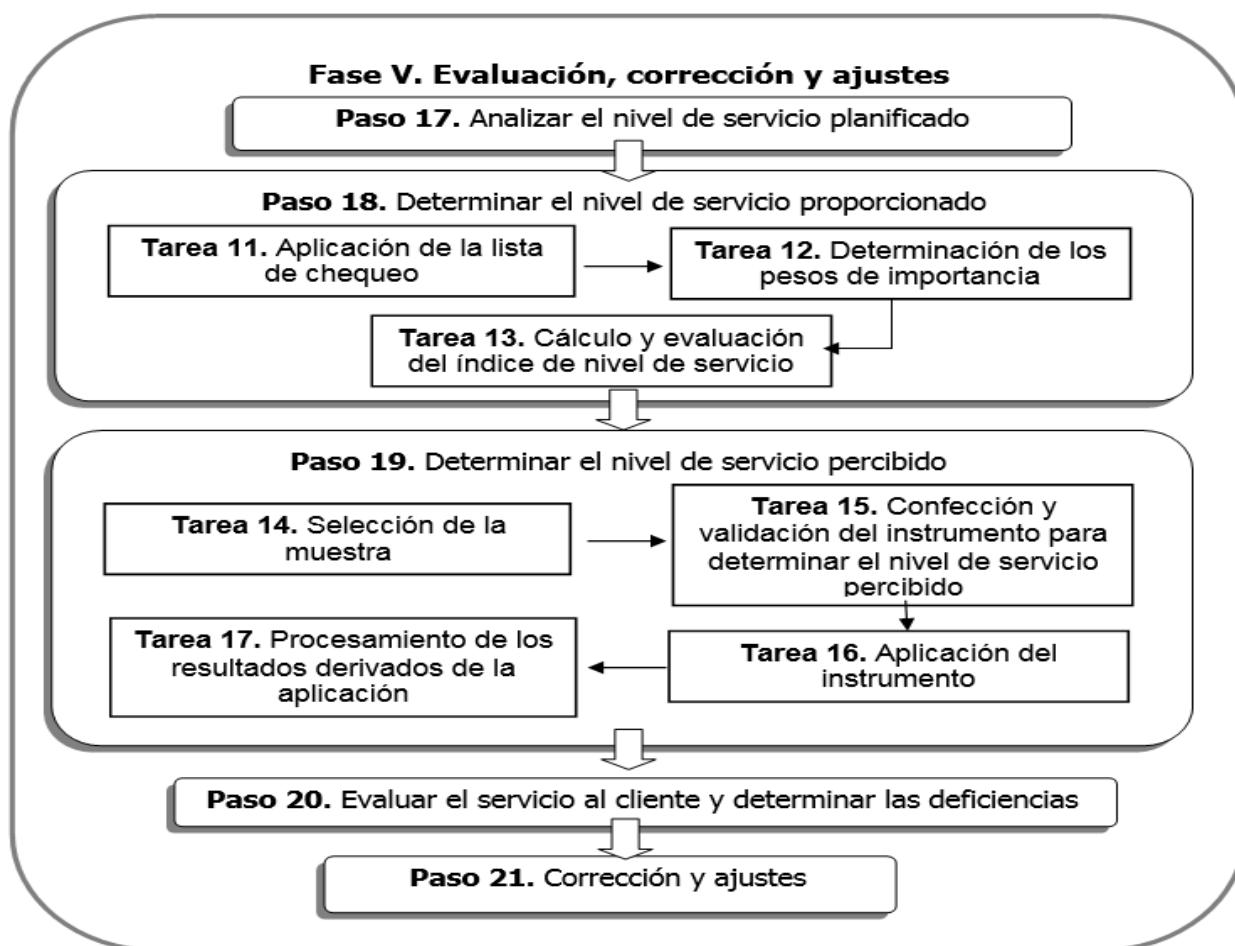 Fase V. Evaluación, corrección y ajustes
Paso 17. Analizar el nivel de servicio planificado
Paso 18. Determinar el nivel de servicio proporcionado
Tarea 11. Aplicación de la lista
de chequeo
Tarea 12. Determinación de los
pesos de importancia
Tarea 13. Cálculo y evaluación
del índice de nivel de servicio
Paso 19. Determinar el nivel de servicio percibido
Tarea 14. Selección de la
muestra
Tarea 15. Confección y
validación del instrumento para
determinar el nivel de servicio
percibido
Tarea 17. Procesamiento de los
resultados derivados de la
aplicación
Tarea 16. Aplicación del
instrumento
Paso 20. Evaluar el servicio al cliente y determinar las deficiencias
Paso 21. Corrección y ajustes